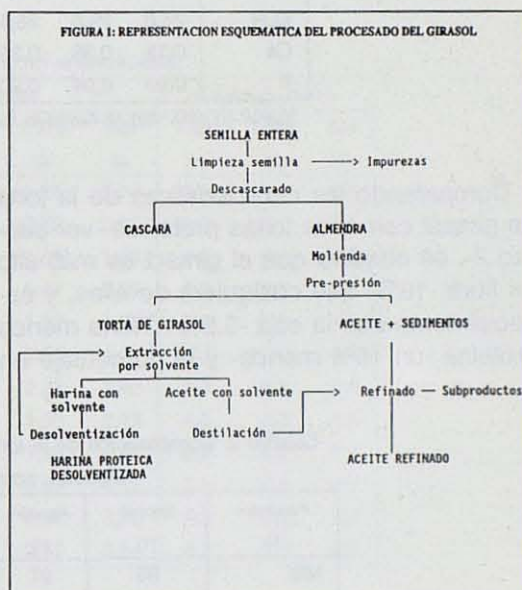 FIGURA 1: REPRESENTACION ESQUEMATICA DEL PROCESADO DEL GIRASOL
SEMILLA ENTERA
Limpieza semilla → Impurezas
Descascarado
CASCARA ALMENDRA
Molienda
Pre-presión
TORTA DE GIRASOL ACEITE - SEDIMENTOS
Extracción
por solvente
Harina con
solvente
Aceite con solvente
Refinado — Subproductos
Desolventización
Destilación
HARINA PROTEICA
DESOLVENTIZADA
ACEITE REFINADO